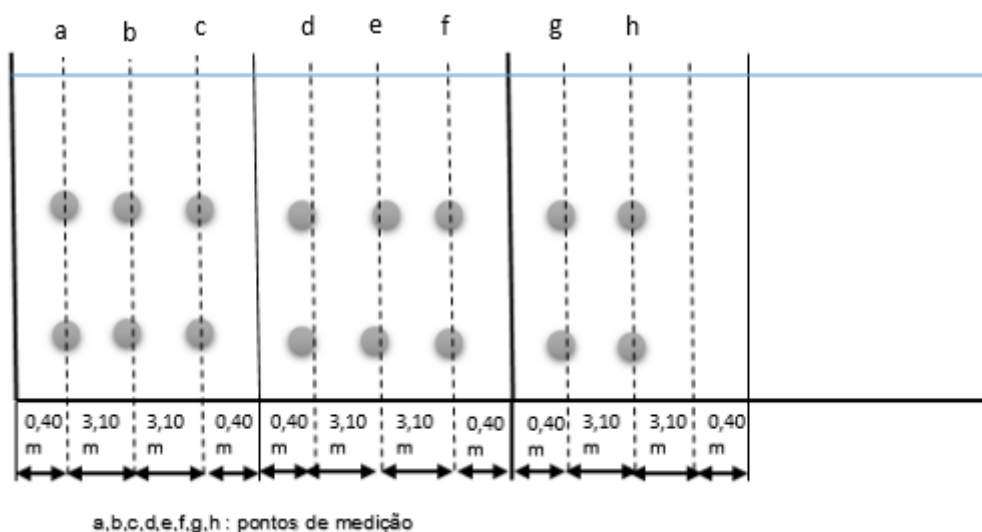 a b c d e f g h
0,40 3,10 3,10 0,40 0,40 3,10 3,10 0,40 0,40 3,10 3,10 0,40
m m m m m m m m m m m m
a,b,c,d,e,f,g,h : pontos de medição